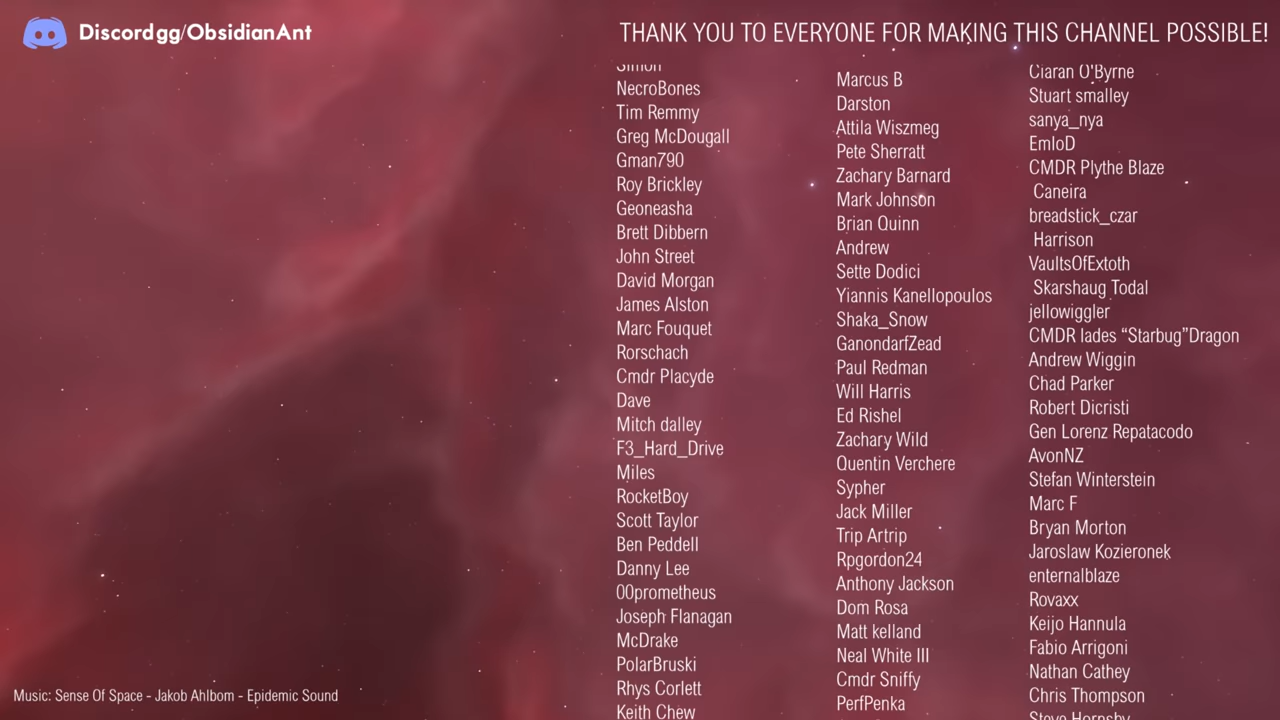 Discordgg/ObsidianAnt
THANK YOU TO EVERYONE FOR MAKING THIS CHANNEL POSSIBLE!
Simon
NecroBones
Tim Remmy
Greg McDougall
Gman790
Roy Brickley
Geoneasha
Brett Dibbern
John Street
David Morgan
James Alston
Marc Fouquet
Rorschach
Cmdr Placyde
Dave
Mitch dalley
F3_Hard_Drive
Miles
RocketBoy
Scott Taylor
Ben Peddell
Danny Lee
00prometheus
Joseph Flanagan
McDrake
PolarBruski
Rhys Corlett
Keith Chew
Marcus B
Darston
Attila Wiszmeg
Pete Sherratt
Zachary Barnard
Mark Johnson
Brian Quinn
Andrew
Sette Dodici
Yiannis Kanellopoulos
Shaka_Snow
GanondarfZead
Paul Redman
Will Harris
Ed Rishel
Zachary Wild
Quentin Verchere
Sypher
Jack Miller
Trip Artrip
Rpgordon24
Anthony Jackson
Dom Rosa
Matt kelland
Neal White III
Cmdr Sniffy
PerfPenka
Ciaran O'Byrne
Stuart smalley
sanya_nya
EmloD
CMDR Plythe Blaze
Caneira
breadstick_czar
Harrison
VaultsOfExtoth
Skarshaug Todal
jellowiggler
CMDR lades “Starbug”Dragon
Andrew Wiggin
Chad Parker
Robert Dicristi
Gen Lorenz Repatacodo
AvonNZ
Stefan Winterstein
Marc F
Bryan Morton
Jaroslaw Kozieronek
enternalblaze
Rovaxx
Keijo Hannula
Fabio Arrigoni
Nathan Cathey
Chris Thompson
Steve Hornsby
Music: Sense Of Space - Jakob Ahlbom - Epidemic Sound